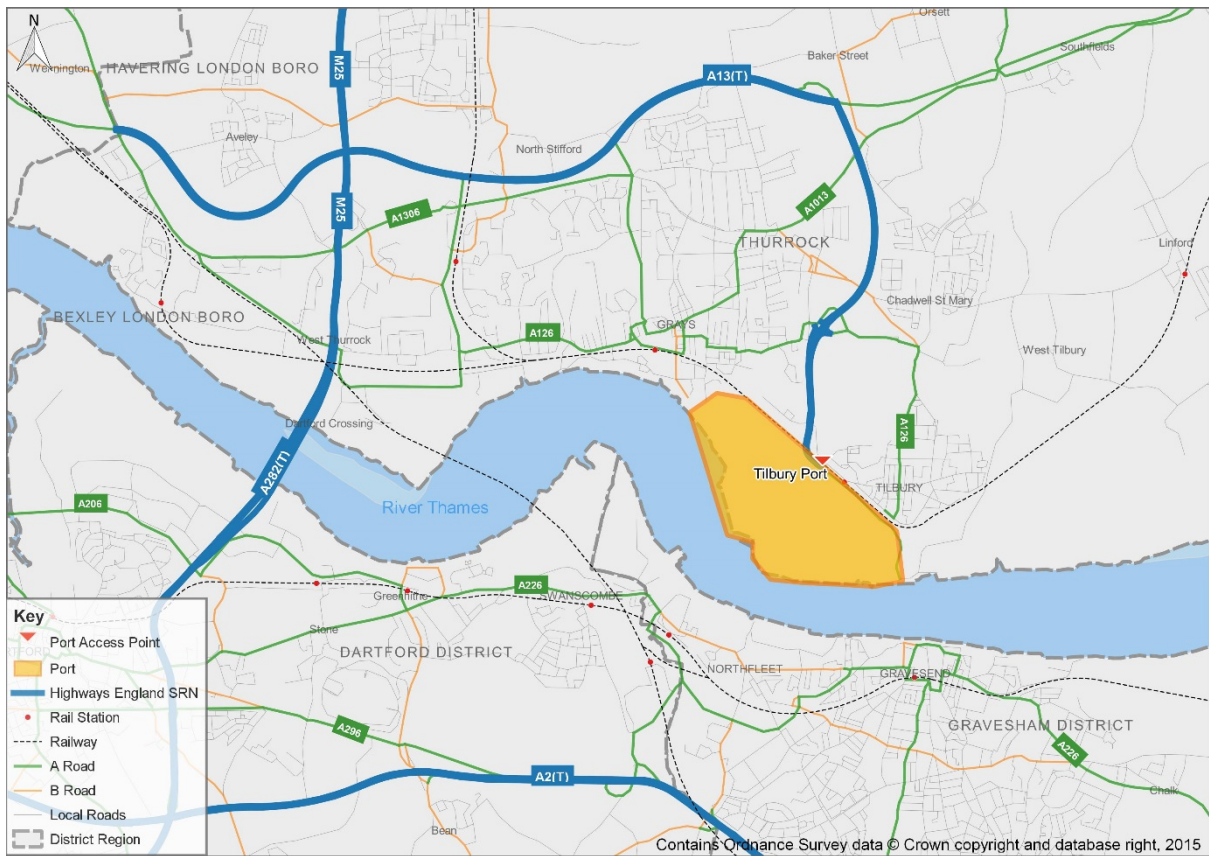 N
Orsett
Baker Street
Southfields
Wennington
HAVERING LONDON BORO
M25
A13(T)
Aveley
North Stifford
M25
A1306
A1013
THURROCK
Linford
Chadwell St Mary
BEXLEY LONDON BORO
West Thurrock
A126
GRAYS
West Tilbury
Dartford Crossing
A126
A282(T)
Tilbury Port
TILBURY
A206
River Thames
Greenhithe
A226
SWANSCOMBE
Stone
DARTFORD DISTRICT
NORTHFLEET
GRAVESEND
GRAVESHAM DISTRICT
A296
A226
A2(T)
Chalk
Bean
Key
Port Access Point
Port
Highways England SRN
Rail Station
Railway
A Road
B Road
Local Roads
District Region
Contains Ordnance Survey data © Crown copyright and database right, 2015